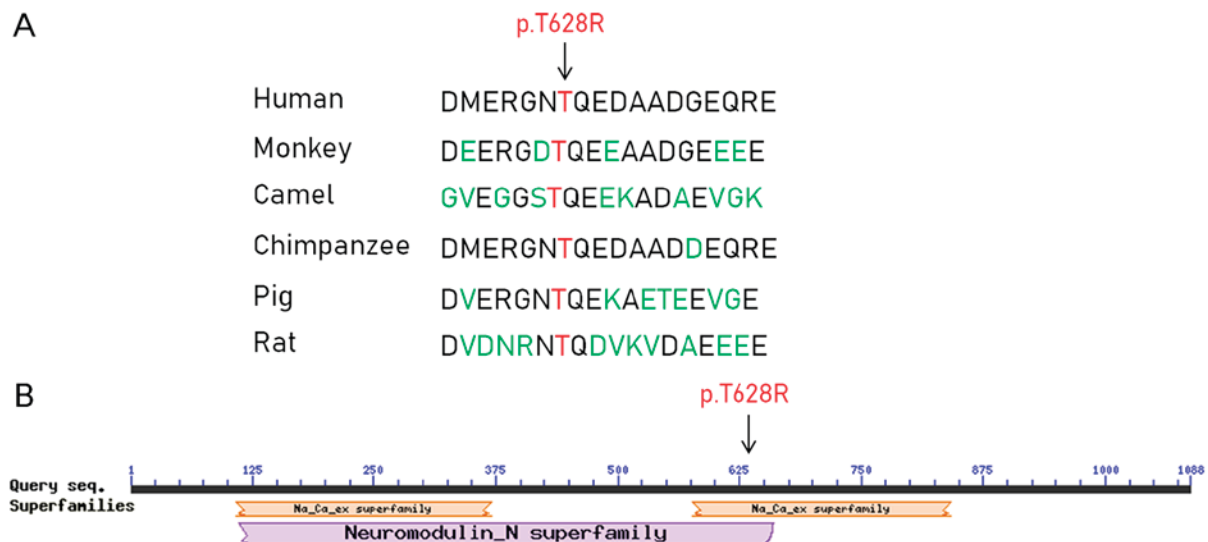 A
p.T628R
Human DMERGNTQEDAADGEQRE
Monkey DEERGDTQEEAADGEEEE
Camel GVEGGSTQEEKADAEVGK
Chimpanzee DMERGNTQEDAADDEQRE
Pig DVERGNTQEKAETEEVGE
Rat DVDNRNTQDVKVDAEEEE
B
p.T628R
1 125 250 375 500 625 750 875 1000 1088
Query seq.
Superfamilies Na_Ca_ex superfamily Na_Ca_ex superfamily
Neuromodulin_N superfamily